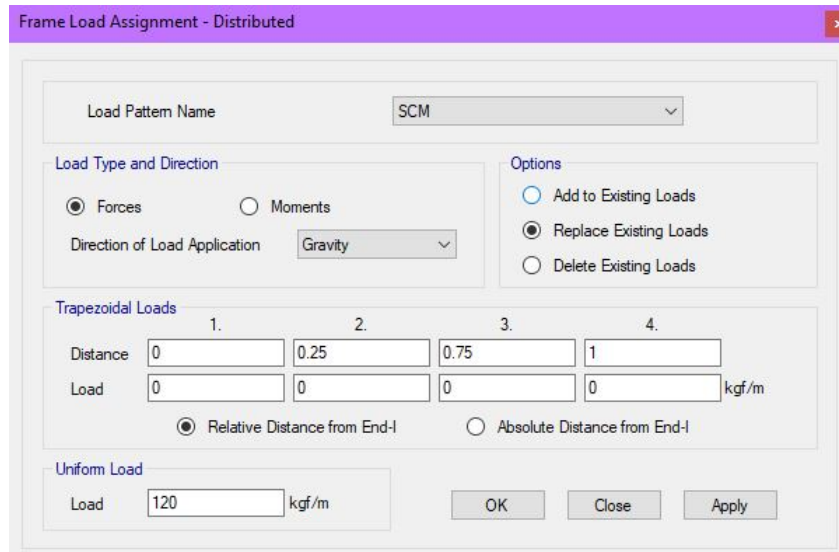 Frame Load Assignment - Distributed
Load Pattern Name SCM
Load Type and Direction
Forces Moments
Direction of Load Application Gravity
Options
Add to Existing Loads
Replace Existing Loads
Delete Existing Loads
Trapezoidal Loads
1. 2. 3. 4.
Distance 0 0.25 0.75 1
Load 0 0 0 0 kgf/m
Relative Distance from End-I Absolute Distance from End-I
Uniform Load
Load 120 kgf/m
OK Close Apply